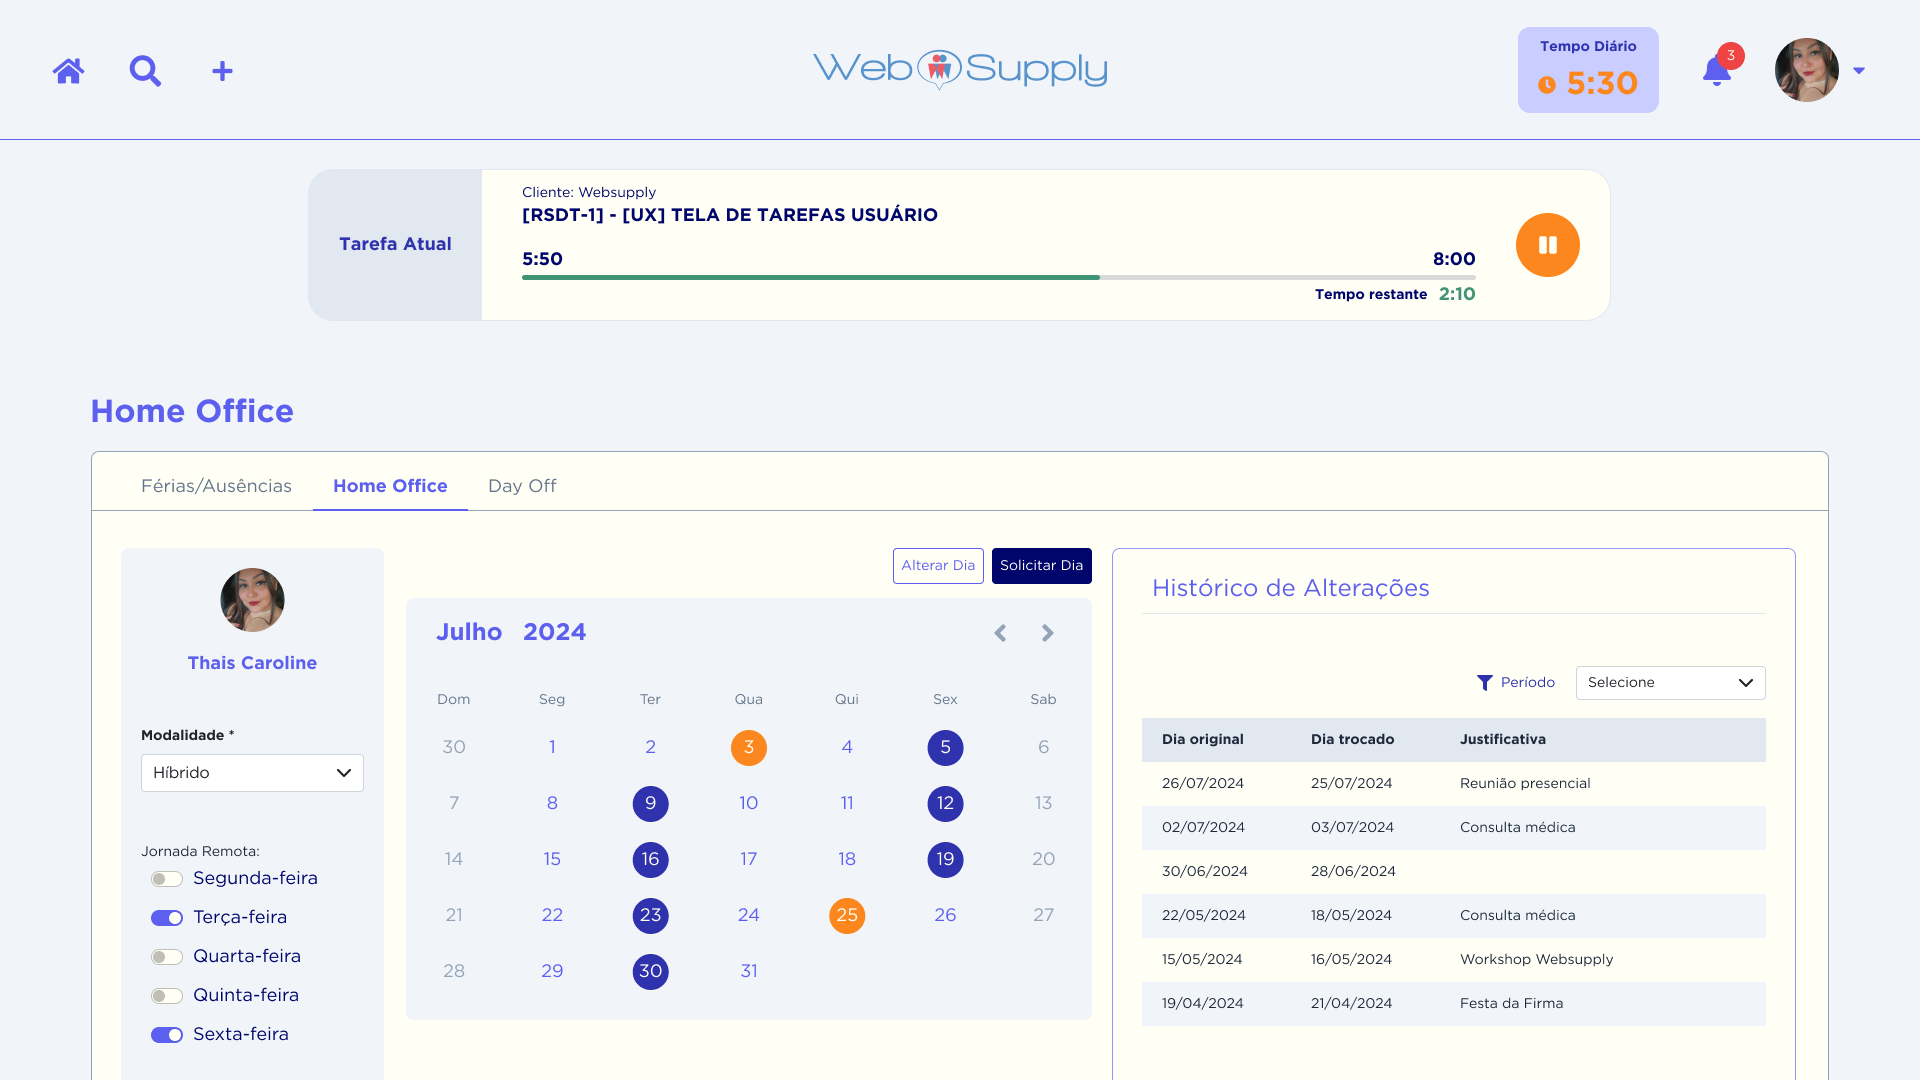 Web Supply
Tempo Diário
5:30
3
Tarefa Atual
Cliente: Websupply
[RSDT-1] - [UX] TELA DE TAREFAS USUÁRIO
5:50 8:00
Tempo restante 2:10
Home Office
Férias/Ausências Home Office Day Off
Thais Caroline
Modalidade *
Híbrido
Jornada Remota:
Segunda-feira
Terça-feira
Quarta-feira
Quinta-feira
Sexta-feira
Alterar Dia Solicitar Dia
Julho 2024
Dom Seg Ter Qua Qui Sex Sab
30 1 2 3 4 5 6
7 8 9 10 11 12 13
14 15 16 17 18 19 20
21 22 23 24 25 26 27
28 29 30 31
Histórico de Alterações
Período Selecione
Dia original Dia trocado Justificativa
26/07/2024 25/07/2024 Reunião presencial
02/07/2024 03/07/2024 Consulta médica
30/06/2024 28/06/2024
22/05/2024 18/05/2024 Consulta médica
15/05/2024 16/05/2024 Workshop Websupply
19/04/2024 21/04/2024 Festa da Firma